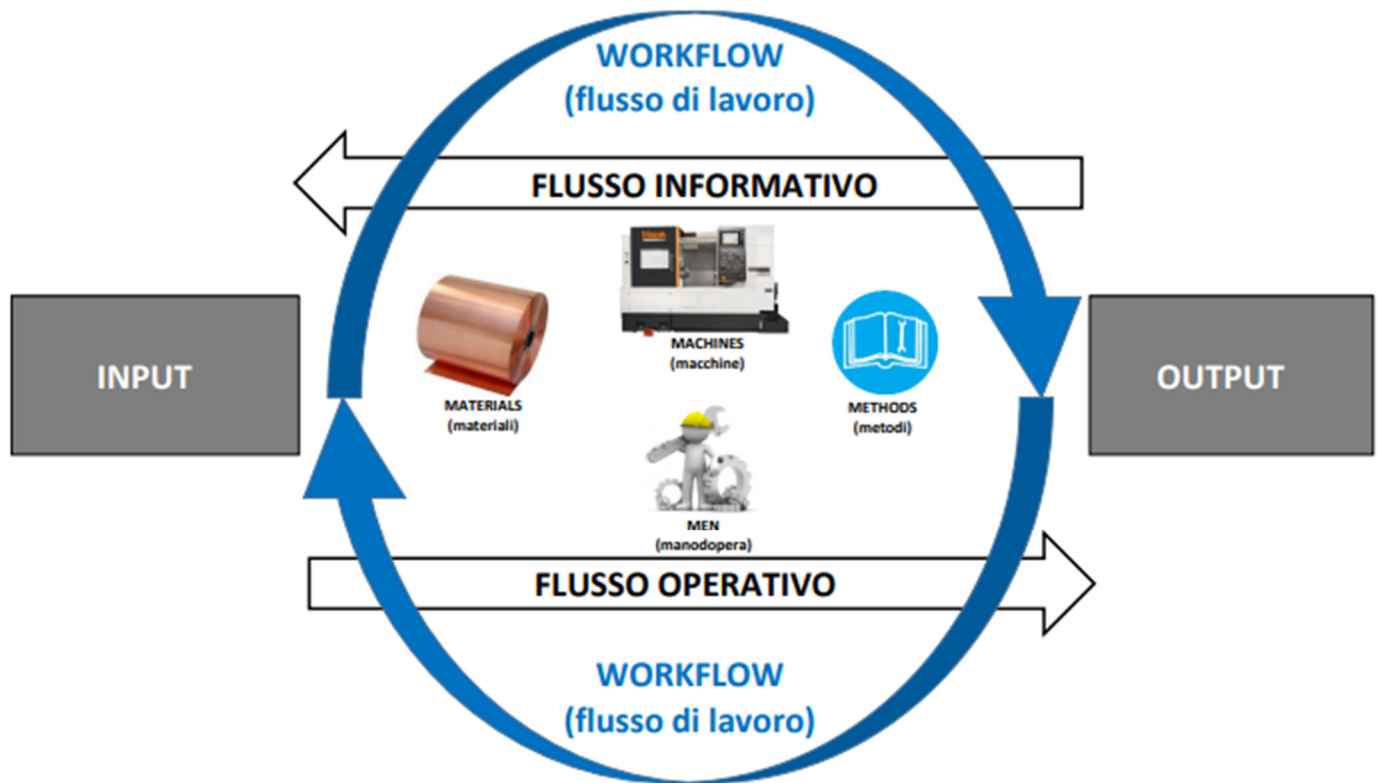 WORKFLOW
(flusso di lavoro)
FLUSSO INFORMATIVO
INPUT
MATERIALS
(materiali)
MACHINES
(macchine)
METHODS
(metodi)
OUTPUT
MEN
(manodopera)
FLUSSO OPERATIVO
WORKFLOW
(flusso di lavoro)